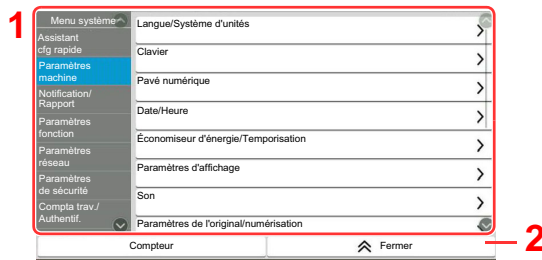 1
Menu système
Assistant
cfg rapide
Paramètres
machine
Notification/
Rapport
Paramètres
fonction
Paramètres
réseau
Paramètres
de sécurité
Compta trav./
Authentif.
Langue/Système d'unités
Clavier
Pavé numérique
Date/Heure
Économiseur d'énergie/Temporisation
Paramètres d'affichage
Son
Paramètres de l'original/numérisation
Compteur
Fermer
2